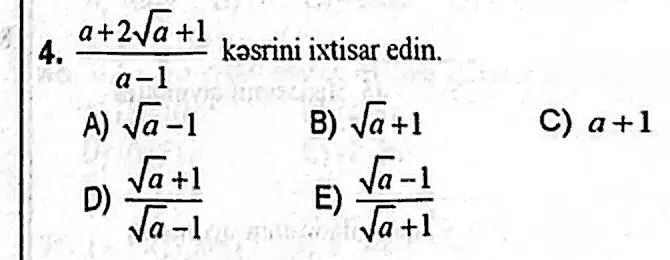 4. (a+2√a+1)/(a−1) kəsrini ixtisar edin.
A) √a−1 B) √a+1 C) a+1
D) (√a+1)/(√a−1) E) (√a−1)/(√a+1)